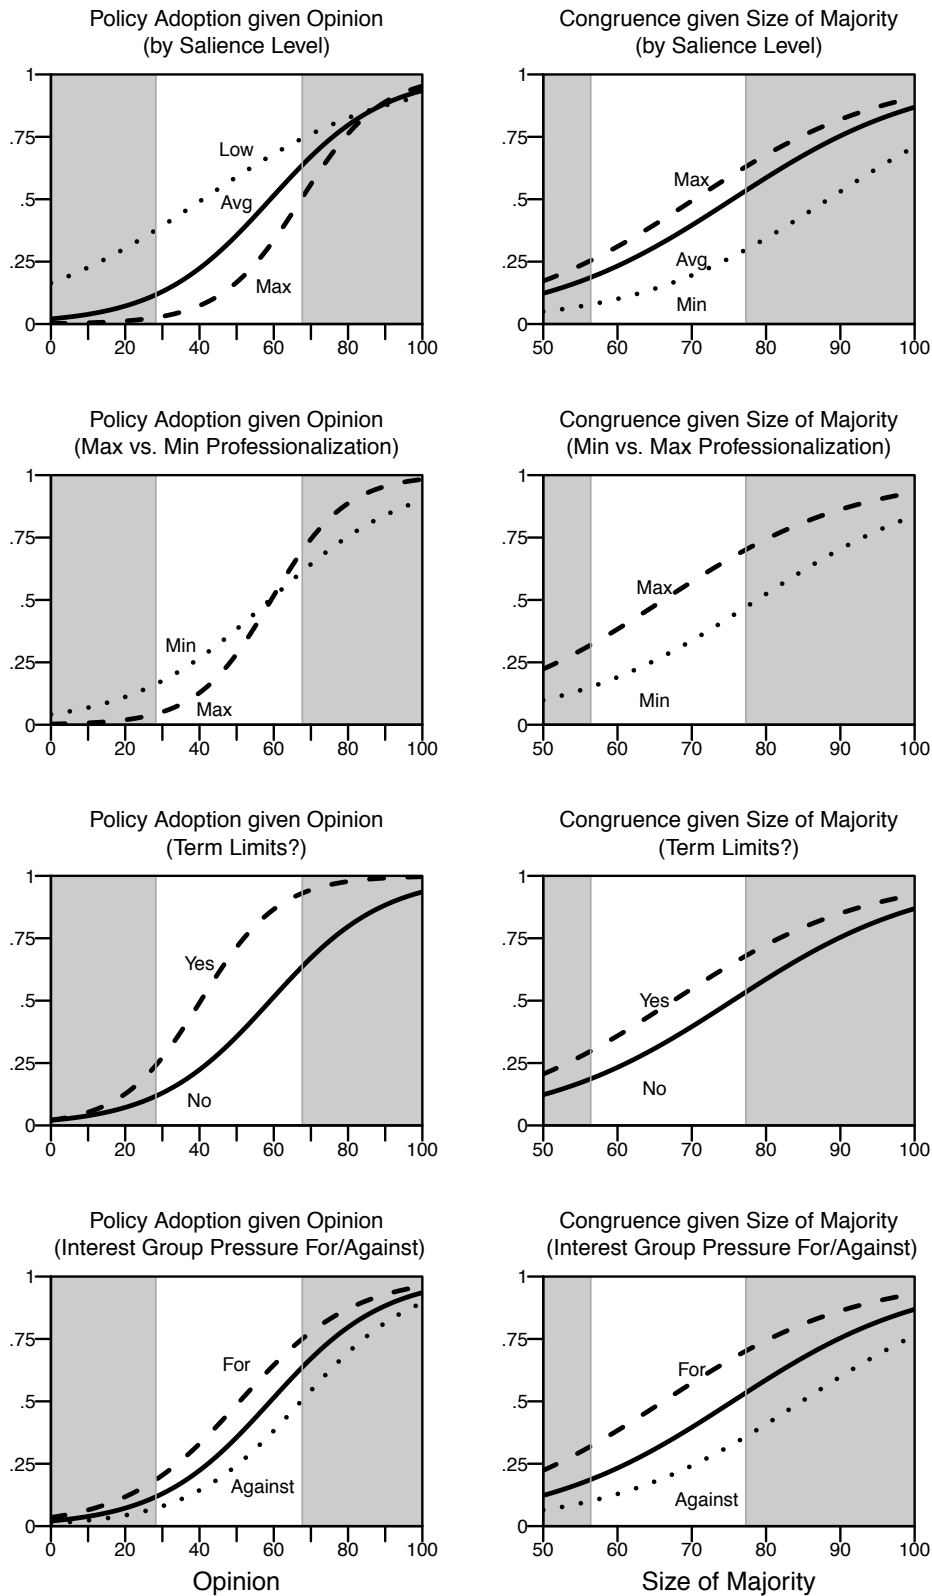 Policy Adoption given Opinion
(by Salience Level)
1
.75
.5
.25
0
Low
Avg
Max
0 20 40 60 80 100
Congruence given Size of Majority
(by Salience Level)
1
.75
.5
.25
0
Max
Avg
Min
50 60 70 80 90 100
Policy Adoption given Opinion
(Max vs. Min Professionalization)
1
.75
.5
.25
0
Min
Max
0 20 40 60 80 100
Congruence given Size of Majority
(Min vs. Max Professionalization)
1
.75
.5
.25
0
Max
Min
50 60 70 80 90 100
Policy Adoption given Opinion
(Term Limits?)
1
.75
.5
.25
0
Yes
No
0 20 40 60 80 100
Congruence given Size of Majority
(Term Limits?)
1
.75
.5
.25
0
Yes
No
50 60 70 80 90 100
Policy Adoption given Opinion
(Interest Group Pressure For/Against)
1
.75
.5
.25
0
For
Against
0 20 40 60 80 100
Opinion
Congruence given Size of Majority
(Interest Group Pressure For/Against)
1
.75
.5
.25
0
For
Against
50 60 70 80 90 100
Size of Majority